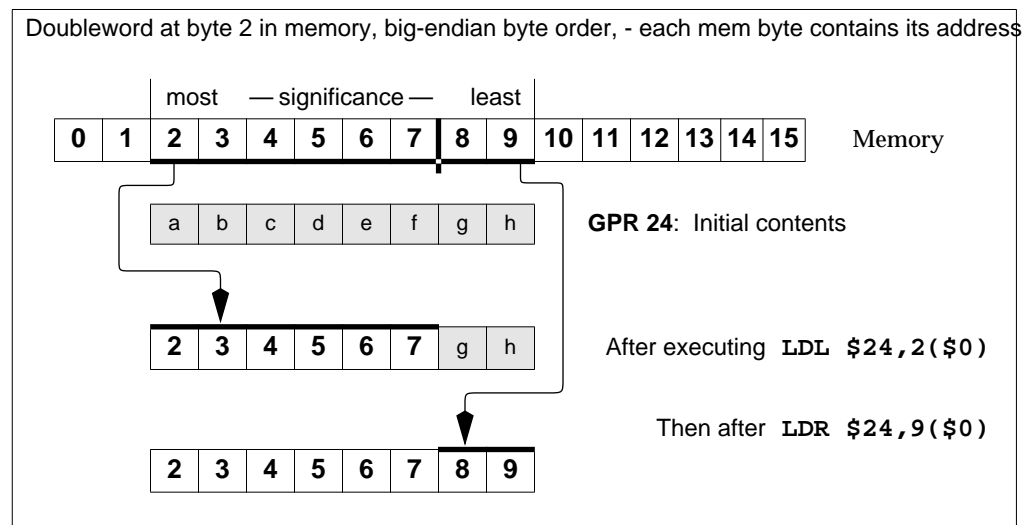 Doubleword at byte 2 in memory, big-endian byte order, - each mem byte contains its address
most — significance — least
0 1 2 3 4 5 6 7 8 9 10 11 12 13 14 15 Memory
a b c d e f g h GPR 24: Initial contents
2 3 4 5 6 7 g h After executing LDL $24,2($0)
Then after LDR $24,9($0)
2 3 4 5 6 7 8 9